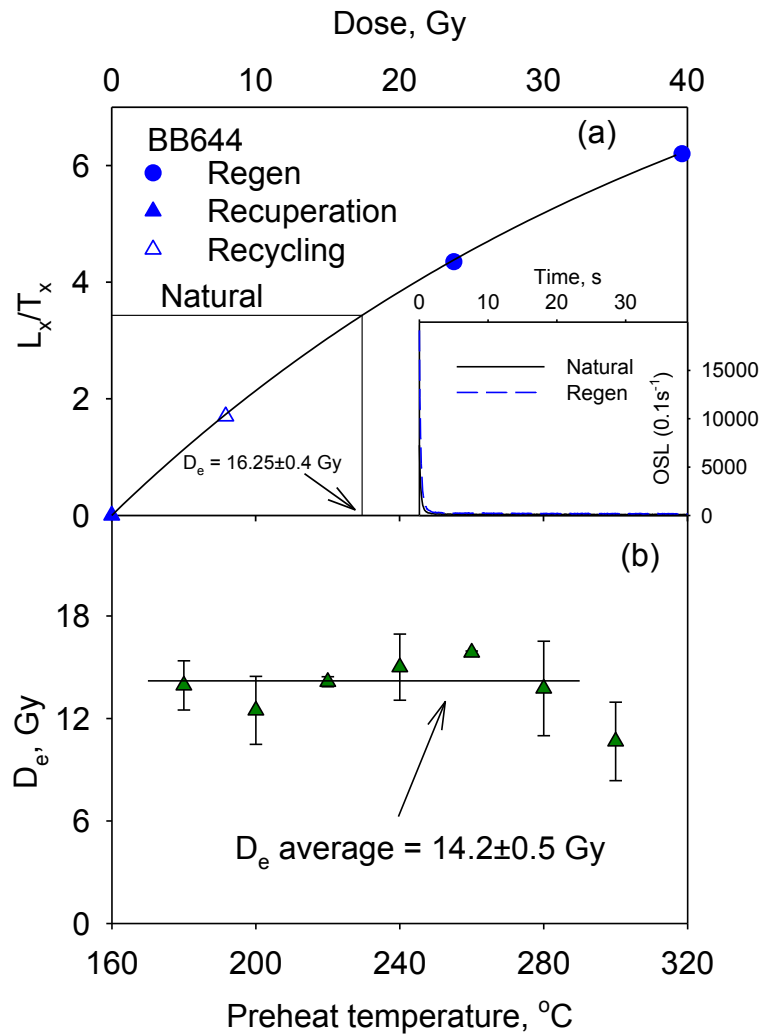 Dose, Gy
0 10 20 30 40
(a)
BB644
Regen
Recuperation
Recycling
Natural
6
4
2
0
Lx/Tx
Time, s
0 10 20 30
Natural
Regen
15000
10000
5000
0
OSL (0.1s⁻¹)
De = 16.25±0.4 Gy
(b)
18
12
6
0
De, Gy
De average = 14.2±0.5 Gy
160 200 240 280 320
Preheat temperature, °C